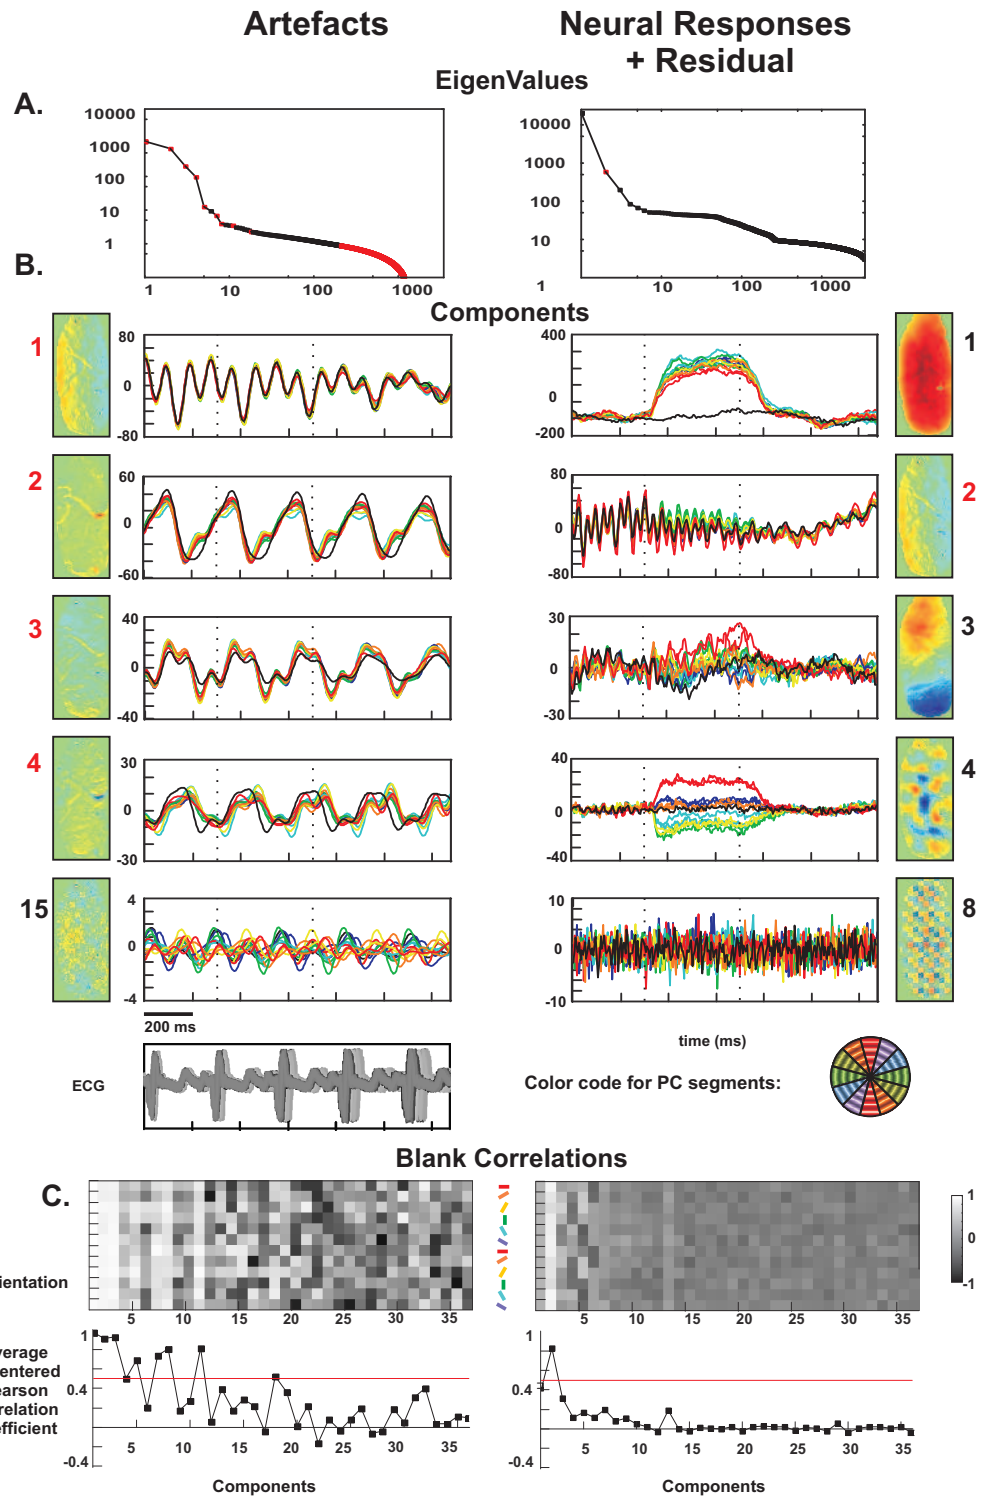 Artefacts
Neural Responses
+ Residual
EigenValues
A.
10000
1000
100
10
1
1 10 100 1000
10000
1000
100
10
1
10 100 1000
B.
Components
1
80
0
-80
400
0
-200
1
2
60
0
-60
80
0
-80
2
3
40
0
-40
30
0
-30
3
4
30
0
-30
40
0
-40
4
15
4
0
-4
10
0
-10
8
200 ms
time (ms)
ECG
Color code for PC segments:
Blank Correlations
C.
ientation
5 10 15 20 25 30 35
5 10 15 20 25 30 35
1
0
-1
verage
entered
earson
rrelation
efficient
1
0.4
-0.4
5 10 15 20 25 30 35
Components
1
0.4
-0.4
5 10 15 20 25 30 35
Components